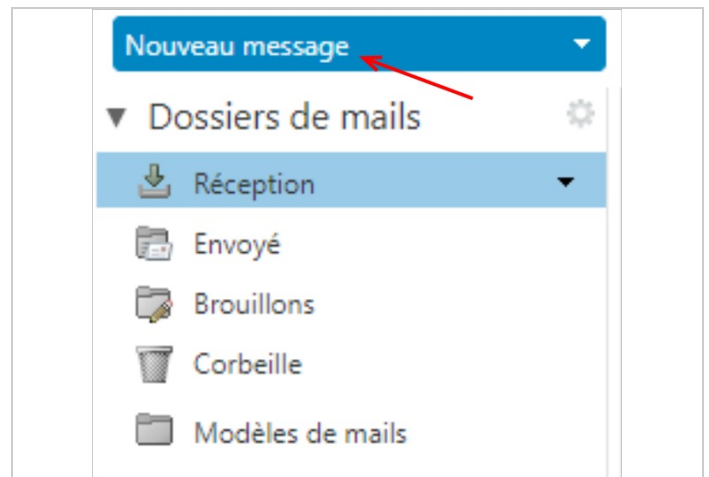 Nouveau message
Dossiers de mails
Réception
Envoyé
Brouillons
Corbeille
Modèles de mails